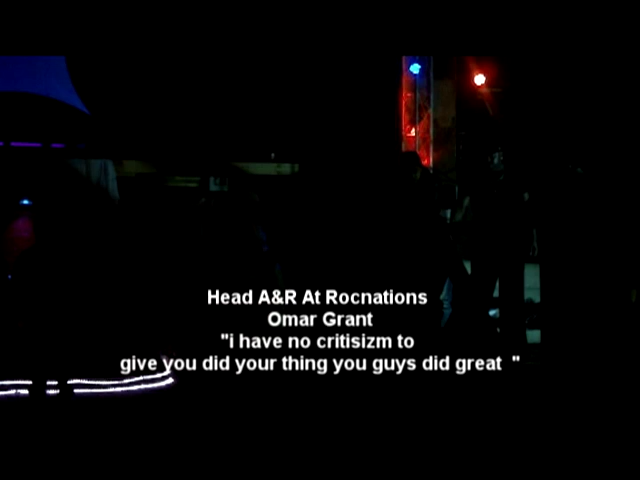 Head A&R At Rocnations
Omar Grant
"i have no critisizm to
give you did your thing you guys did great "